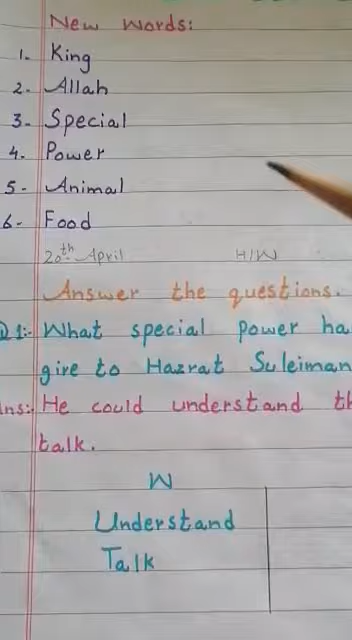 New Words:
1. King
2. Allah
3. Special
4. Power
5. Animal
6. Food
20th April H/W
Answer the questions.
Q1:- What special power ha
gire to Hazrat Suleiman
Ans:- He could understand th
talk.
W
Understand
Talk